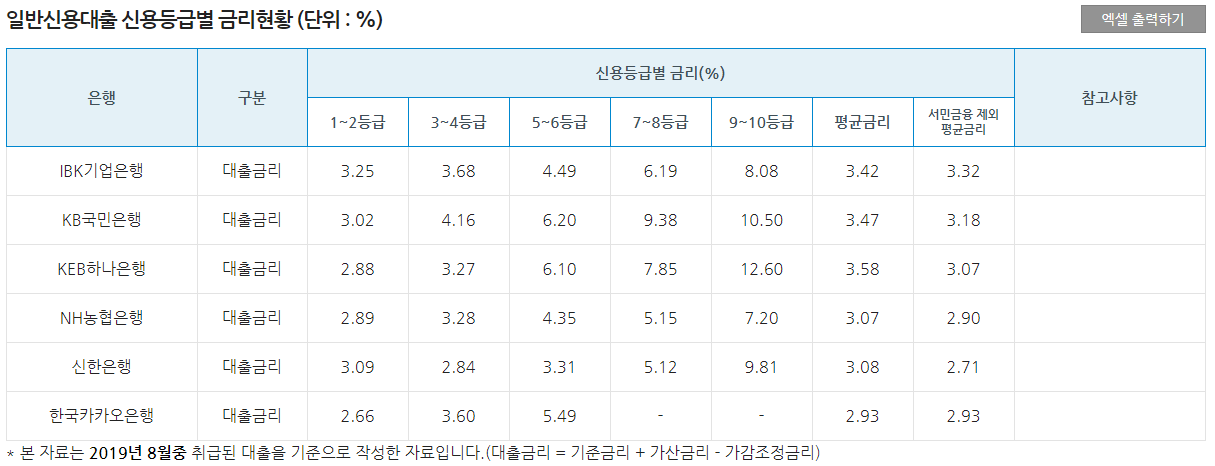 일반신용대출 신용등급별 금리현황 (단위 : %)
엑셀 출력하기
은행 구분 신용등급별 금리(%) 참고사항
1~2등급 3~4등급 5~6등급 7~8등급 9~10등급 평균금리 서민금융 제외
평균금리
IBK기업은행 대출금리 3.25 3.68 4.49 6.19 8.08 3.42 3.32
KB국민은행 대출금리 3.02 4.16 6.20 9.38 10.50 3.47 3.18
KEB하나은행 대출금리 2.88 3.27 6.10 7.85 12.60 3.58 3.07
NH농협은행 대출금리 2.89 3.28 4.35 5.15 7.20 3.07 2.90
신한은행 대출금리 3.09 2.84 3.31 5.12 9.81 3.08 2.71
한국카카오은행 대출금리 2.66 3.60 5.49 - - 2.93 2.93
* 본 자료는 2019년 8월중 취급된 대출을 기준으로 작성한 자료입니다.(대출금리 = 기준금리 + 가산금리 - 가감조정금리)